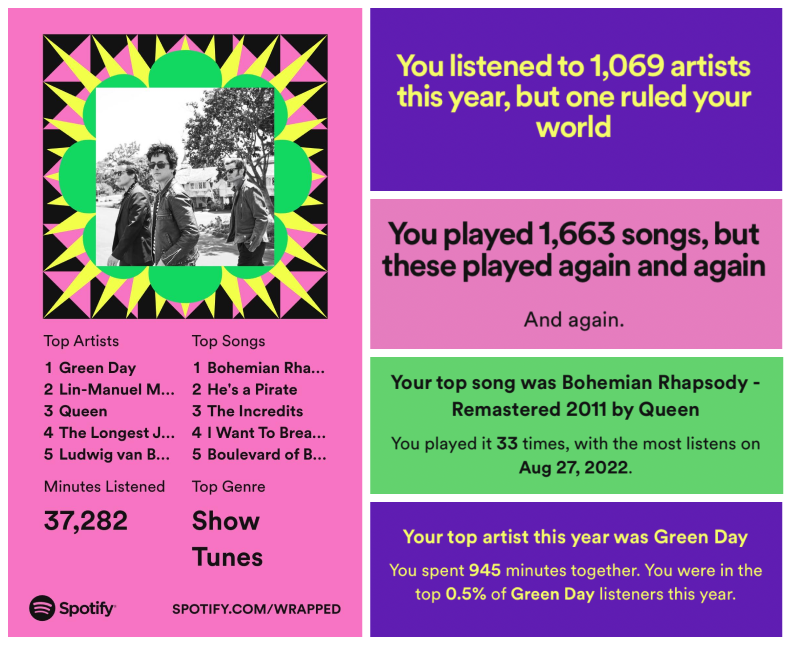 Top Artists
1 Green Day
2 Lin-Manuel M...
3 Queen
4 The Longest J...
5 Ludwig van B...
Top Songs
1 Bohemian Rha...
2 He's a Pirate
3 The Incredits
4 I Want To Brea...
5 Boulevard of B...
Minutes Listened
37,282
Top Genre
Show
Tunes
Spotify
SPOTIFY.COM/WRAPPED
You listened to 1,069 artists
this year, but one ruled your
world
You played 1,663 songs, but
these played again and again
And again.
Your top song was Bohemian Rhapsody -
Remastered 2011 by Queen
You played it 33 times, with the most listens on
Aug 27, 2022.
Your top artist this year was Green Day
You spent 945 minutes together. You were in the
top 0.5% of Green Day listeners this year.